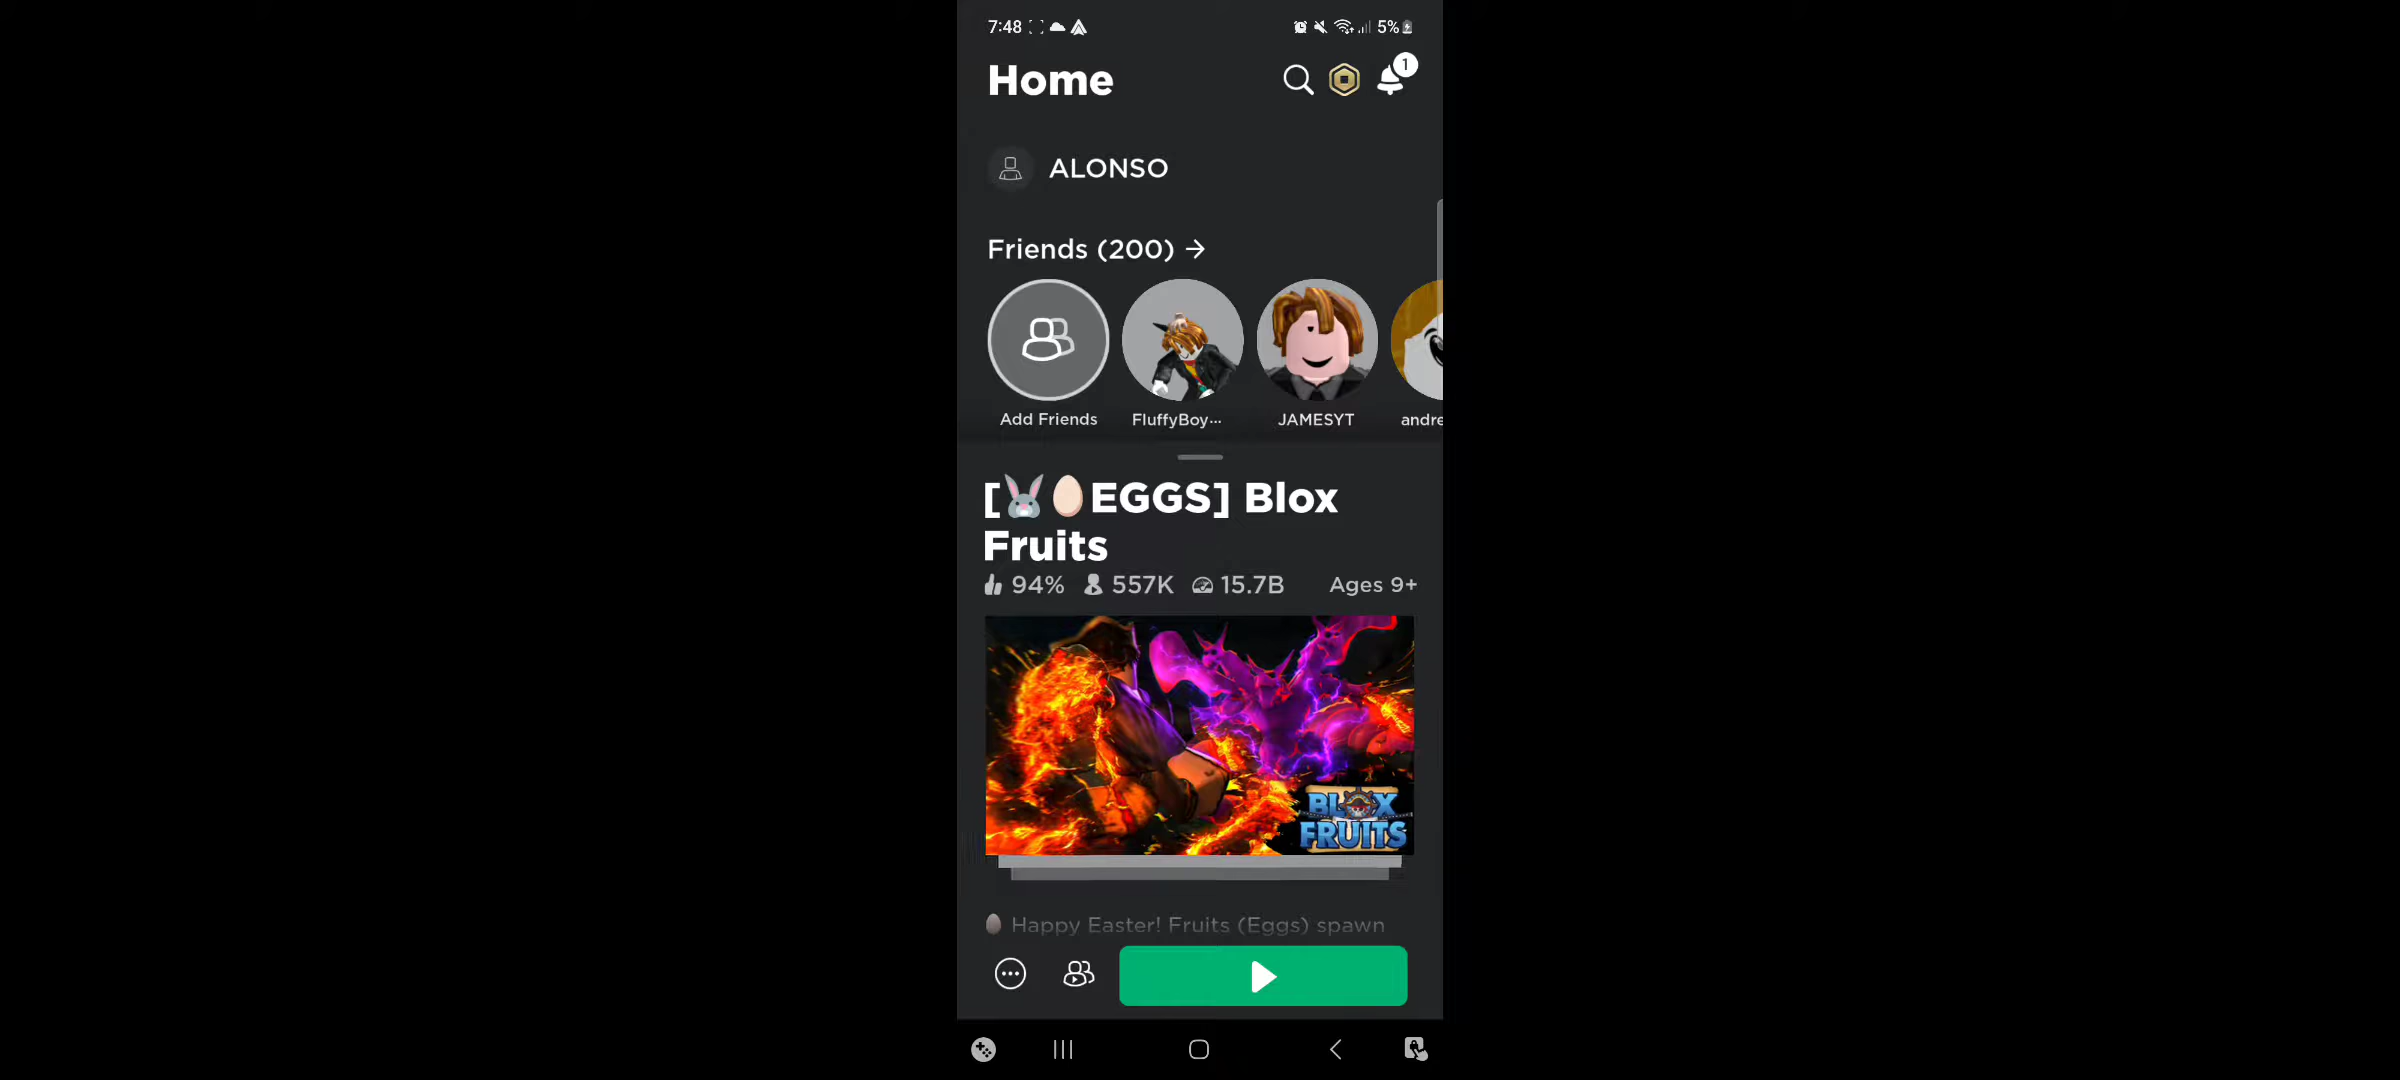 7:48
5%
Home
1
ALONSO
Friends (200)
Add Friends
FluffyBoy...
JAMESYT
andre
[🐰🥚EGGS] Blox
Fruits
94%
557K
15.7B
Ages 9+
BLOX
FRUITS
🥚 Happy Easter! Fruits (Eggs) spawn